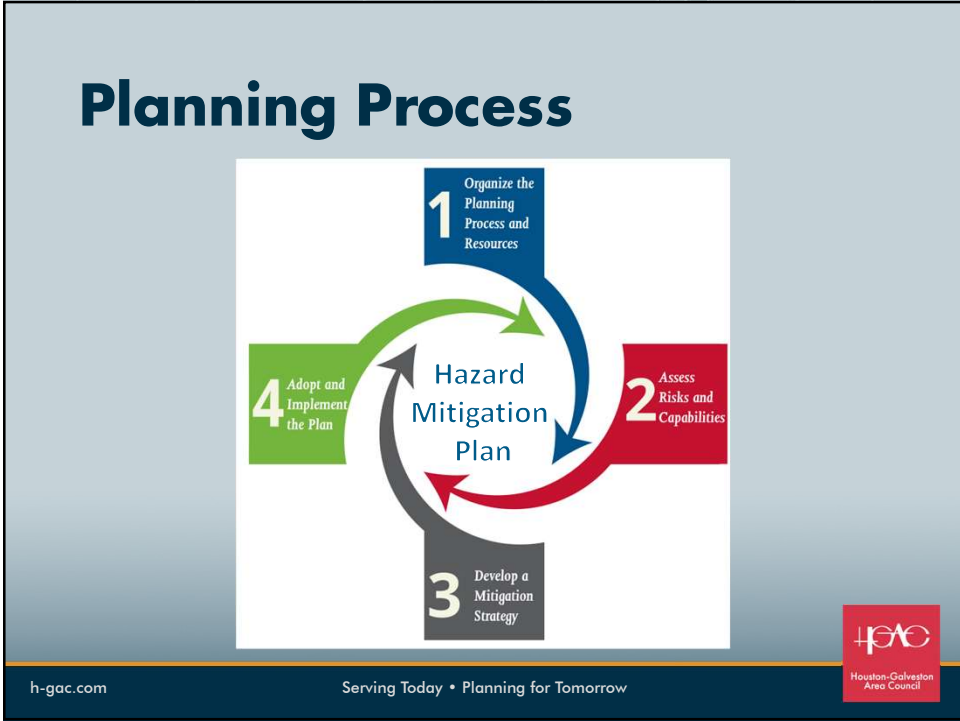 Planning Process
1
Organize the
Planning
Process and
Resources
2
Assess
Risks and
Capabilities
3
Develop a
Mitigation
Strategy
4
Adopt and
Implement
the Plan
Hazard
Mitigation
Plan
h-gac.com
Serving Today • Planning for Tomorrow
HGAC
Houston-Galveston
Area Council